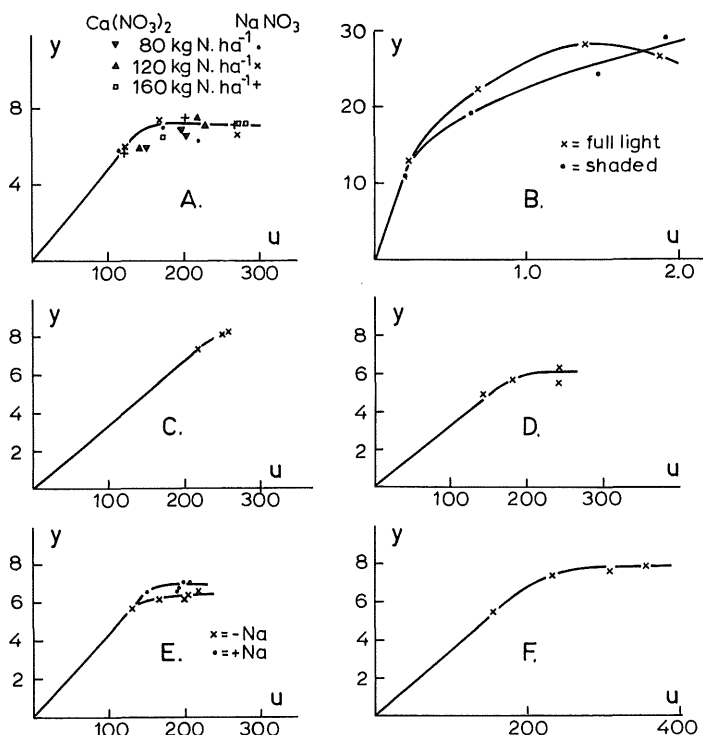 Ca(NO3)2 NaNO3
▼ 80 kg N. ha-1 •
▲ 120 kg N. ha-1 x
□ 160 kg N. ha-1 +
y
8
4
A.
u
100 200 300
y
30
20
10
x = full light
• = shaded
B.
u
1.0 2.0
y
8
6
4
2
C.
u
100 200 300
y
8
6
4
2
D.
u
100 200 300
y
8
6
4
2
x = -Na
• = +Na
E.
u
100 200 300
y
8
6
4
2
F.
u
200 400